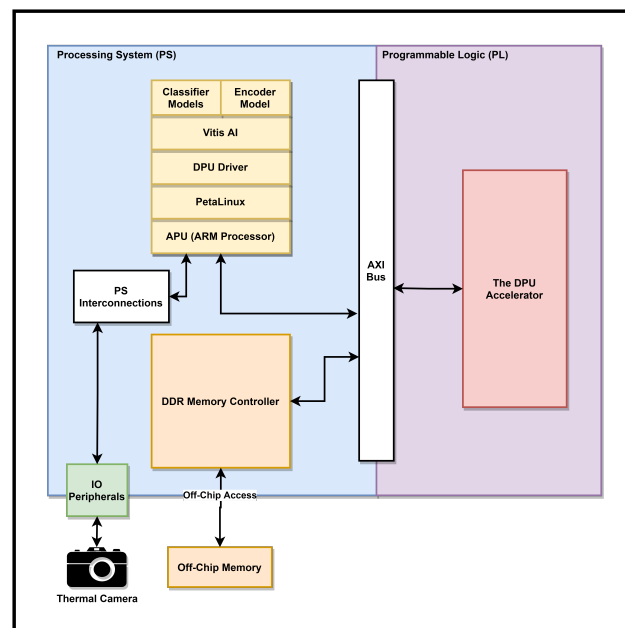 Processing System (PS)
Programmable Logic (PL)
Classifier
Models
Encoder
Model
Vitis AI
DPU Driver
PetaLinux
APU (ARM Processor)
AXI
Bus
The DPU
Accelerator
PS
Interconnections
DDR Memory Controller
IO
Peripherals
Off-Chip Access
Off-Chip Memory
Thermal Camera